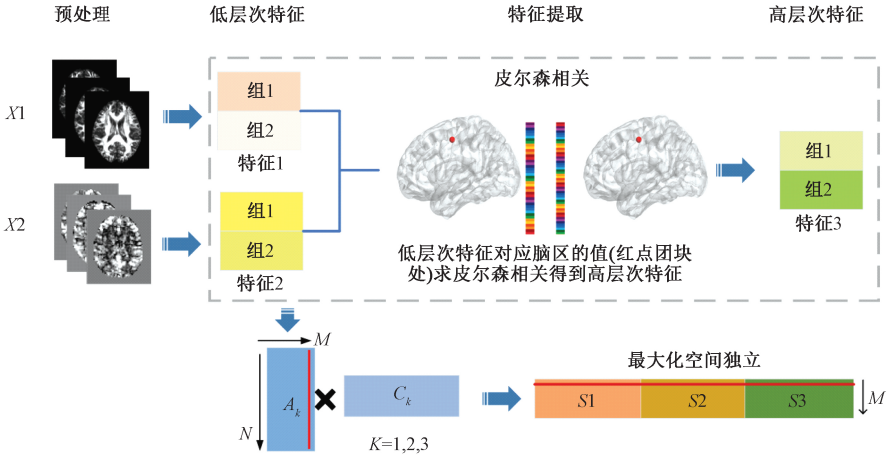 预处理
低层次特征
特征提取
高层次特征
X1
组1
组2
特征1
皮尔森相关
组1
组2
特征3
X2
组1
组2
特征2
低层次特征对应脑区的值(红点团块
处)求皮尔森相关得到高层次特征
M
N
Ak
Ck
K=1,2,3
最大化空间独立
S1
S2
S3
M